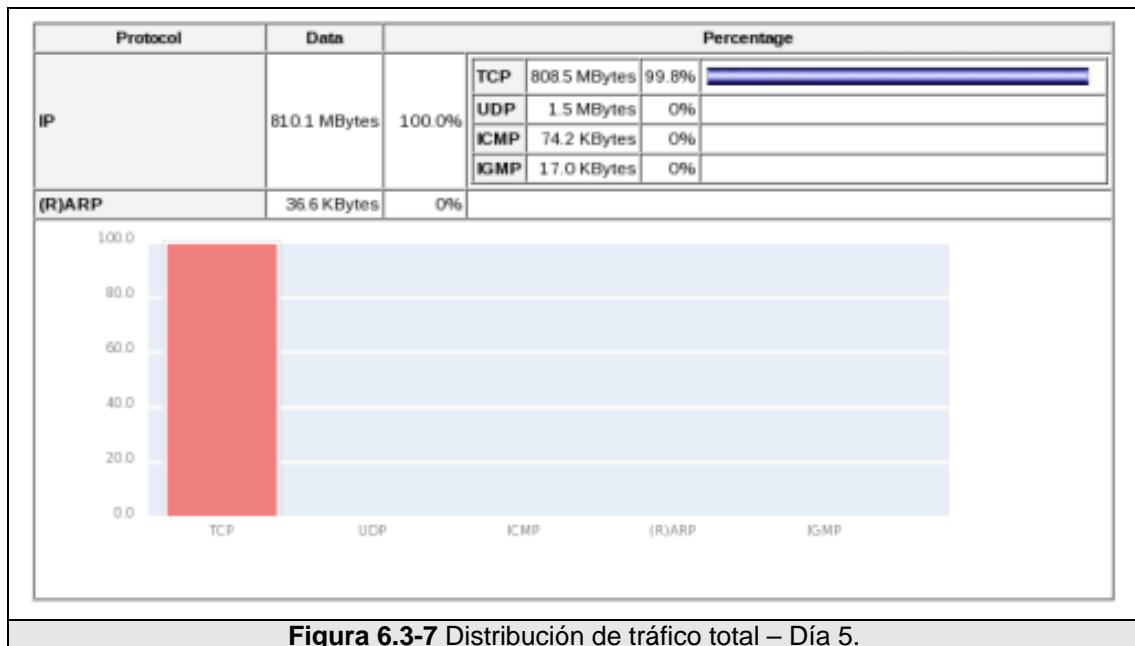 Protocol Data Percentage
IP 810.1 MBytes 100.0% TCP 808.5 MBytes 99.8%
UDP 1.5 MBytes 0%
ICMP 74.2 KBytes 0%
IGMP 17.0 KBytes 0%
(R)ARP 36.6 KBytes 0%
100.0
80.0
60.0
40.0
20.0
0.0
TCP UDP ICMP (R)ARP IGMP
Figura 6.3-7 Distribución de tráfico total – Día 5.